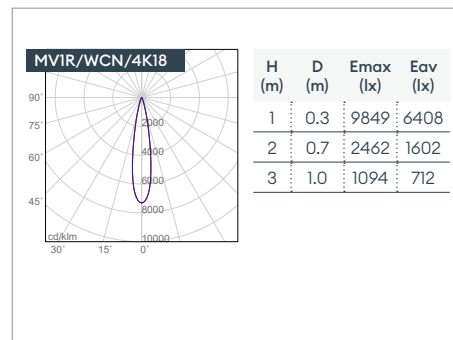 MV1R/WCN/4K18
90°
75°
60°
45°
30°
15°
0°
2000
4000
6000
8000
10000
cd/klm
H D Emax Eav
(m) (m) (lx) (lx)
1 0.3 9849 6408
2 0.7 2462 1602
3 1.0 1094 712